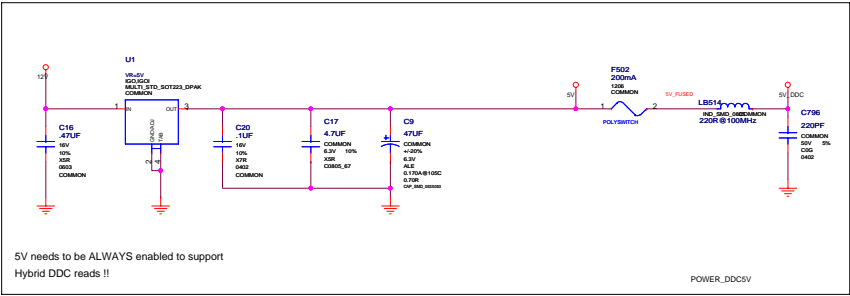 U1
VR=5V
IGO,IGOI
MULTI_STD_SOT223_DPAK
COMMON
12V
1
IN
OUT
3
GND/ADJ
TAB
2
4
C16
.47UF
16V
10%
X5R
0603
COMMON
C20
.1UF
16V
10%
X7R
0402
COMMON
C17
4.7UF
COMMON
6.3V 10%
X5R
C0805_67
C9
47UF
COMMON
+/-20%
6.3V
ALE
0.170A@105C
0.70R
5V
F502
200mA
1206
COMMON
1
2
POLYSWITCH
5V_FUSED
LB514
COMMON
220R@100MHz
5V_DDC
C796
220PF
COMMON
50V 5%
C0G
0402
5V needs to be ALWAYS enabled to support
Hybrid DDC reads !!
POWER_DDC5V